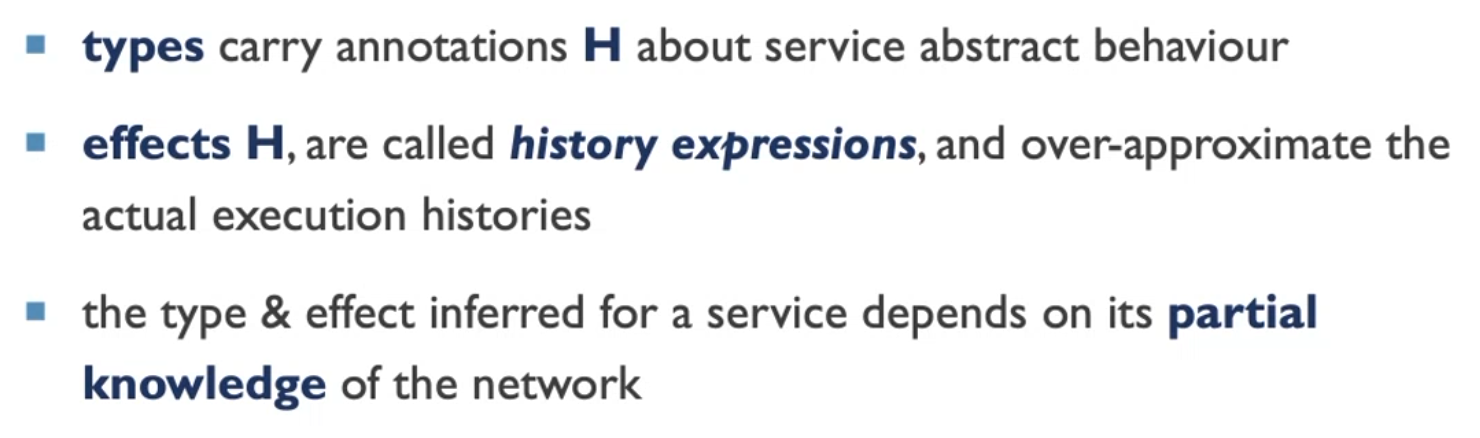 types carry annotations H about service abstract behaviour
effects H, are called history expressions, and over-approximate the
actual execution histories
the type & effect inferred for a service depends on its partial
knowledge of the network